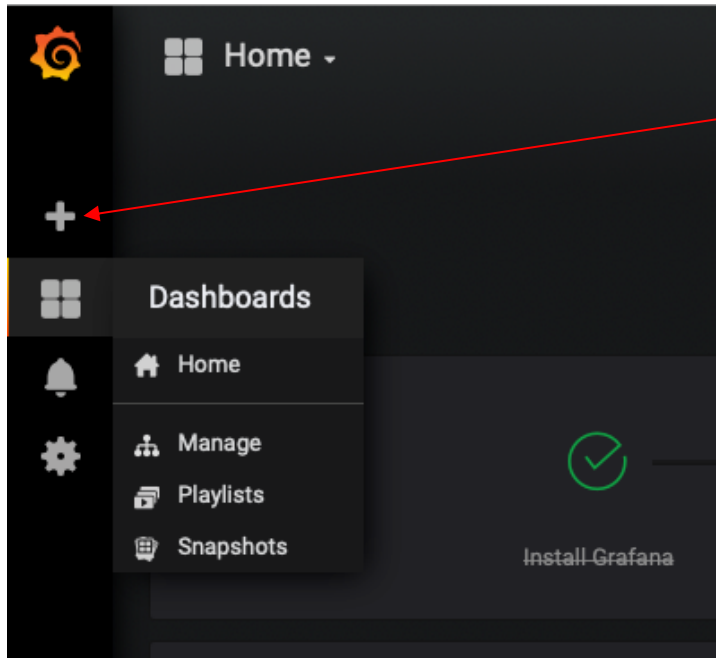 Home
Dashboards
Home
Manage
Playlists
Snapshots
Install Grafana